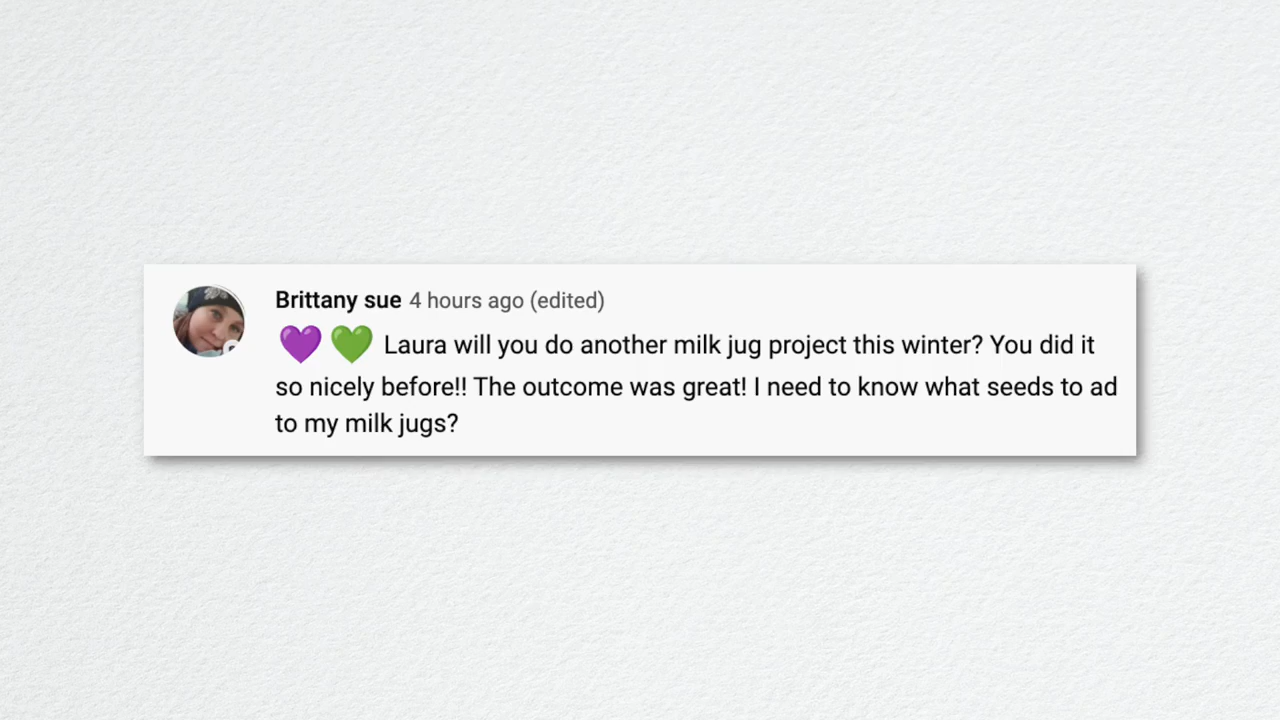 Brittany sue 4 hours ago (edited)
💜 💚 Laura will you do another milk jug project this winter? You did it
so nicely before!! The outcome was great! I need to know what seeds to ad
to my milk jugs?